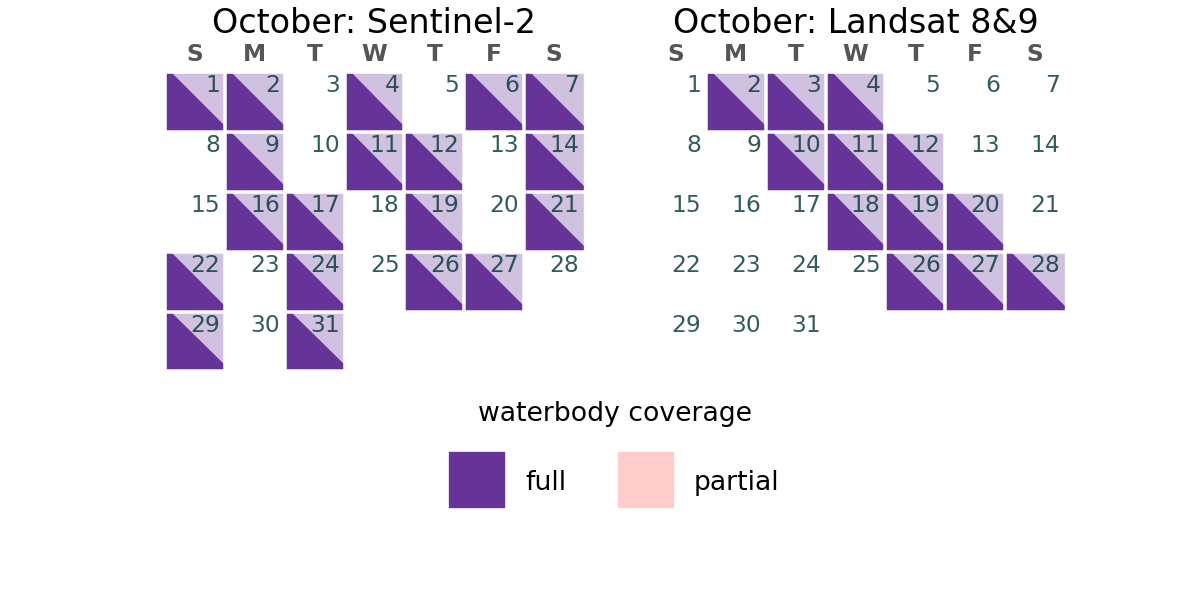 October: Sentinel-2
S M T W T F S
1 2 3 4 5 6 7
8 9 10 11 12 13 14
15 16 17 18 19 20 21
22 23 24 25 26 27 28
29 30 31
October: Landsat 8&9
S M T W T F S
1 2 3 4 5 6 7
8 9 10 11 12 13 14
15 16 17 18 19 20 21
22 23 24 25 26 27 28
29 30 31
waterbody coverage
full partial